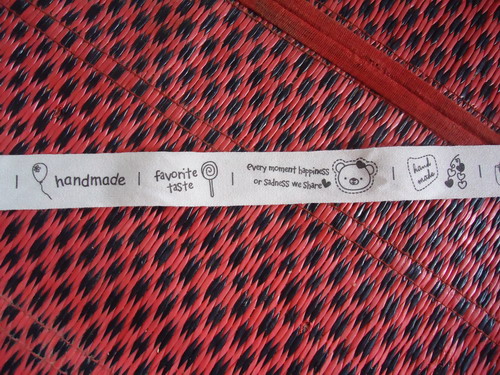 handmade
favorite
taste
every moment happiness
or sadness we share
hand
made